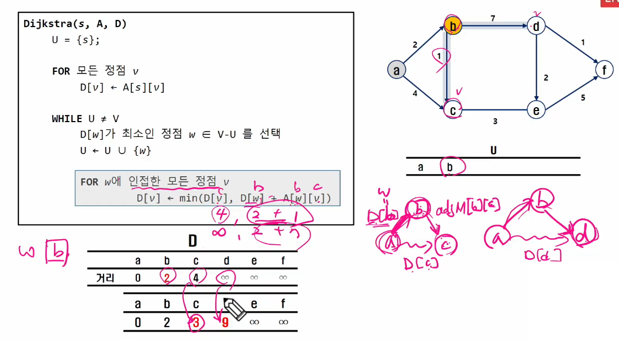 Dijkstra(s, A, D)
U = {s};
FOR 모든 정점 v
D[v] ← A[s][v]
WHILE U ≠ V
D[w]가 최소인 정점 w ∈ V-U 를 선택
U ← U ∪ {w}
FOR w에 인접한 모든 정점 v
D[v] ← min(D[v], D[w] + A[w][v])
c b b c
4, 2 + 1
∞, 2 + 7
a b c d e f
2 4 1 7 3 2 1 5
U
a b
w
D[b] b adjM[b][c]
a c
D[c]
b
a d
D[d]
w b
D
a b c d e f
거리 0 2 4 ∞ ∞ ∞
a b c e f
0 2 3 9 ∞ ∞